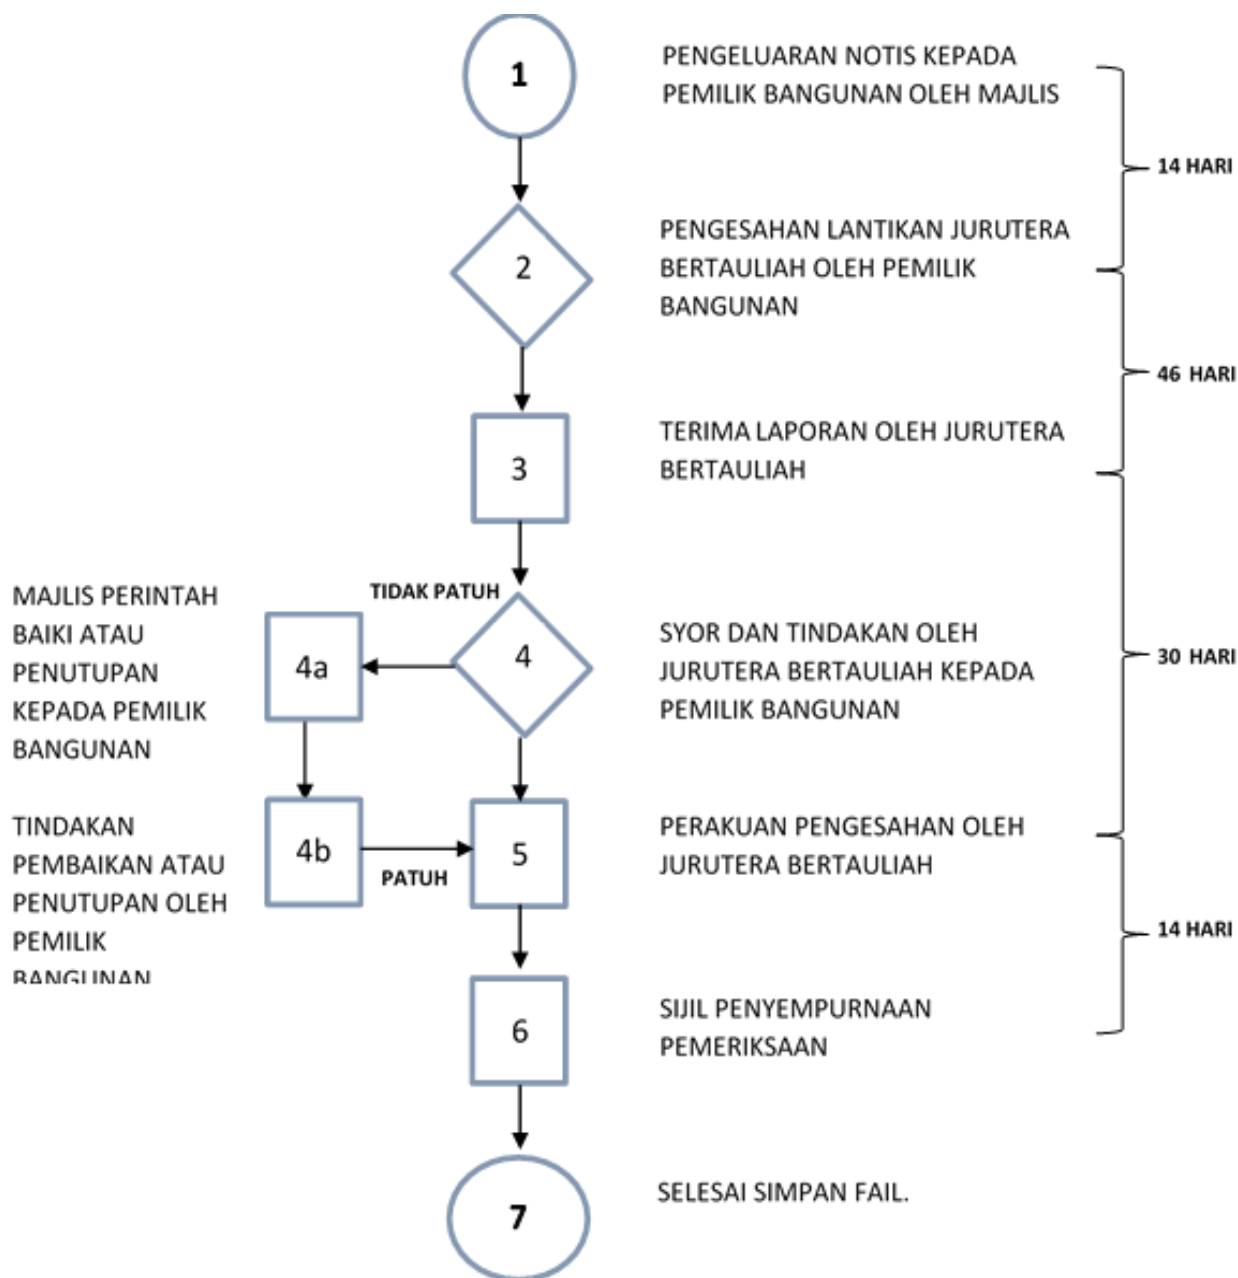 1
PENGELUARAN NOTIS KEPADA
PEMILIK BANGUNAN OLEH MAJLIS
14 HARI
2
PENGESAHAN LANTIKAN JURUTERA
BERTAULIAH OLEH PEMILIK
BANGUNAN
46 HARI
3
TERIMA LAPORAN OLEH JURUTERA
BERTAULIAH
MAJLIS PERINTAH
BAIKI ATAU
PENUTUPAN
KEPADA PEMILIK
BANGUNAN
4a
TIDAK PATUH
4
SYOR DAN TINDAKAN OLEH
JURUTERA BERTAULIAH KEPADA
PEMILIK BANGUNAN
30 HARI
TINDAKAN
PEMBAIKAN ATAU
PENUTUPAN OLEH
PEMILIK
BANGUNAN
4b
PATUH
5
PERAKUAN PENGESAHAN OLEH
JURUTERA BERTAULIAH
14 HARI
6
SIJIL PENYEMPURNAAN
PEMERIKSAAN
7
SELESAI SIMPAN FAIL.